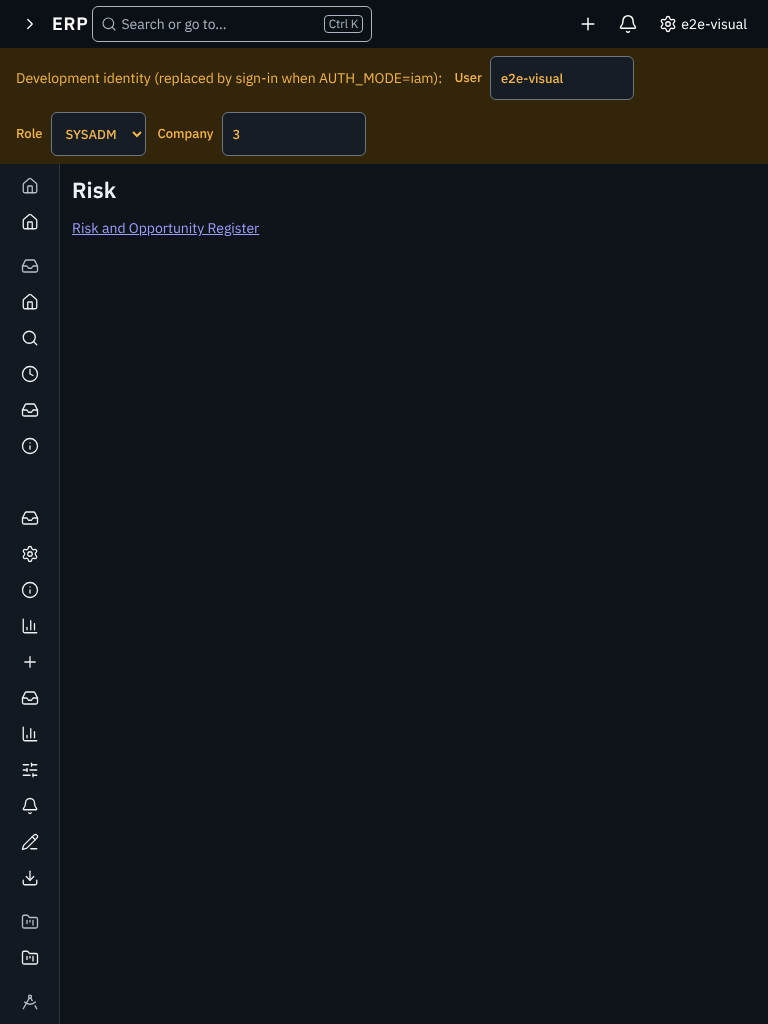 ERP Search or go to... Ctrl K e2e-visual
Development identity (replaced by sign-in when AUTH_MODE=iam): User e2e-visual
Role SYSADM Company 3
Risk
Risk and Opportunity Register